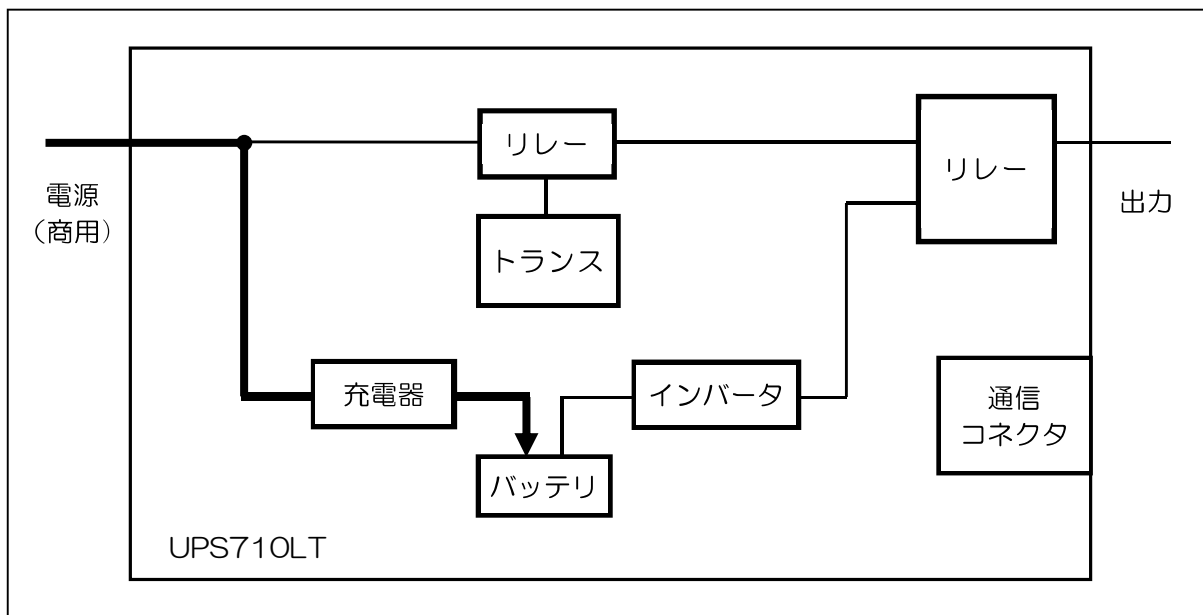 リレー
リレー
電源
（商用）
出力
トランス
充電器
インバータ
通信
コネクタ
バッテリ
UPS710LT